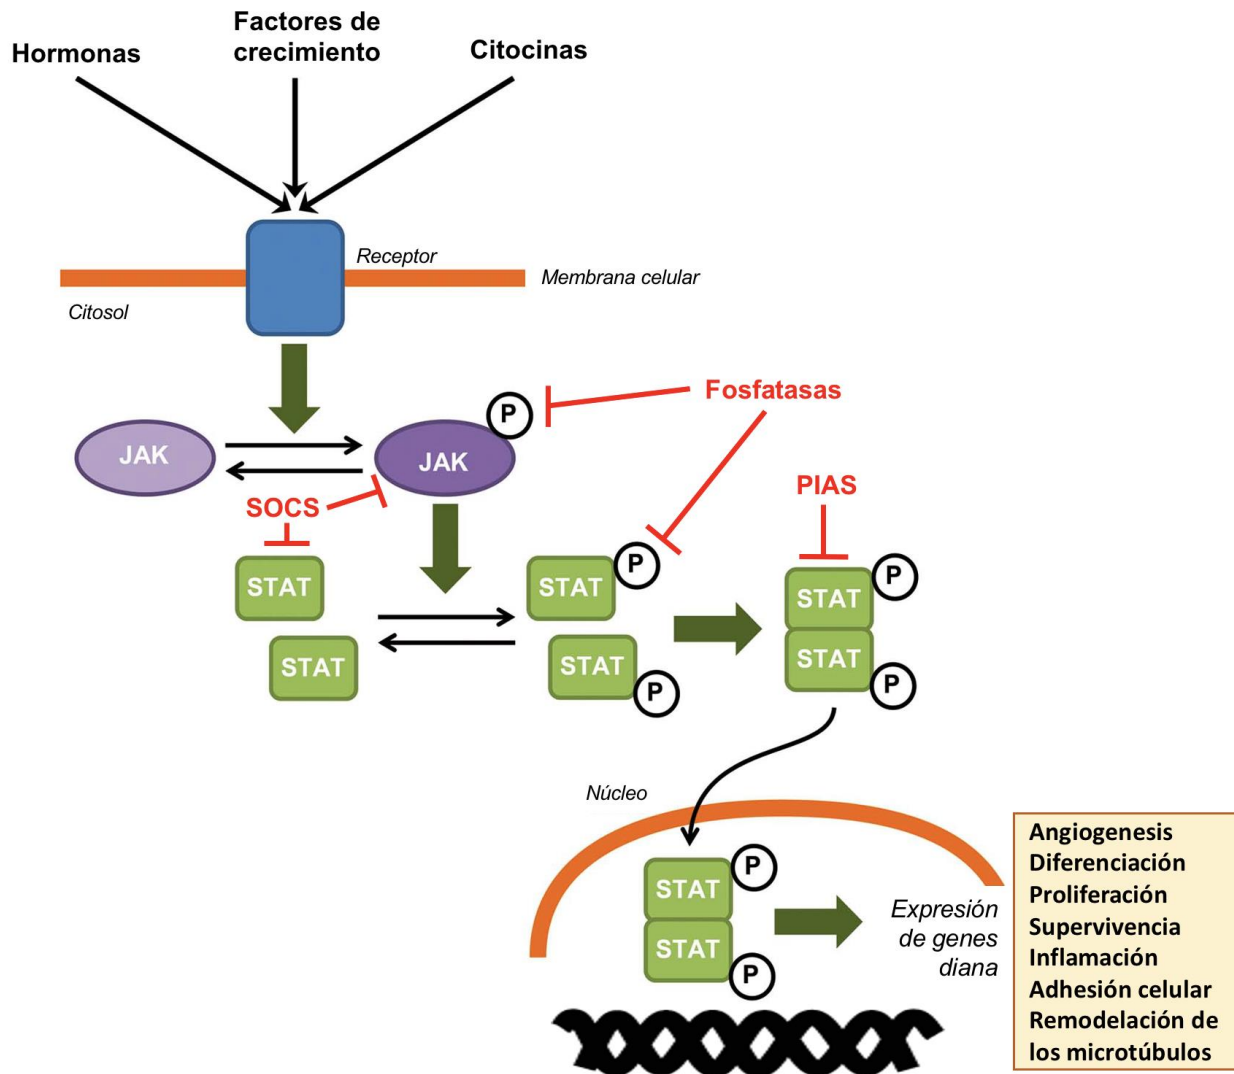 Factores de
crecimiento
Hormonas
Citocinas
Receptor
Membrana celular
Citosol
Fosfatasas
P
JAK
JAK
SOCS
PIAS
STAT
STAT
P
STAT
P
STAT
STAT
P
STAT
P
STAT
P
Núcleo
STAT
P
STAT
P
Expresión
de genes
diana
Angiogenesis
Diferenciación
Proliferación
Supervivencia
Inflamación
Adhesión celular
Remodelación de
los microtúbulos